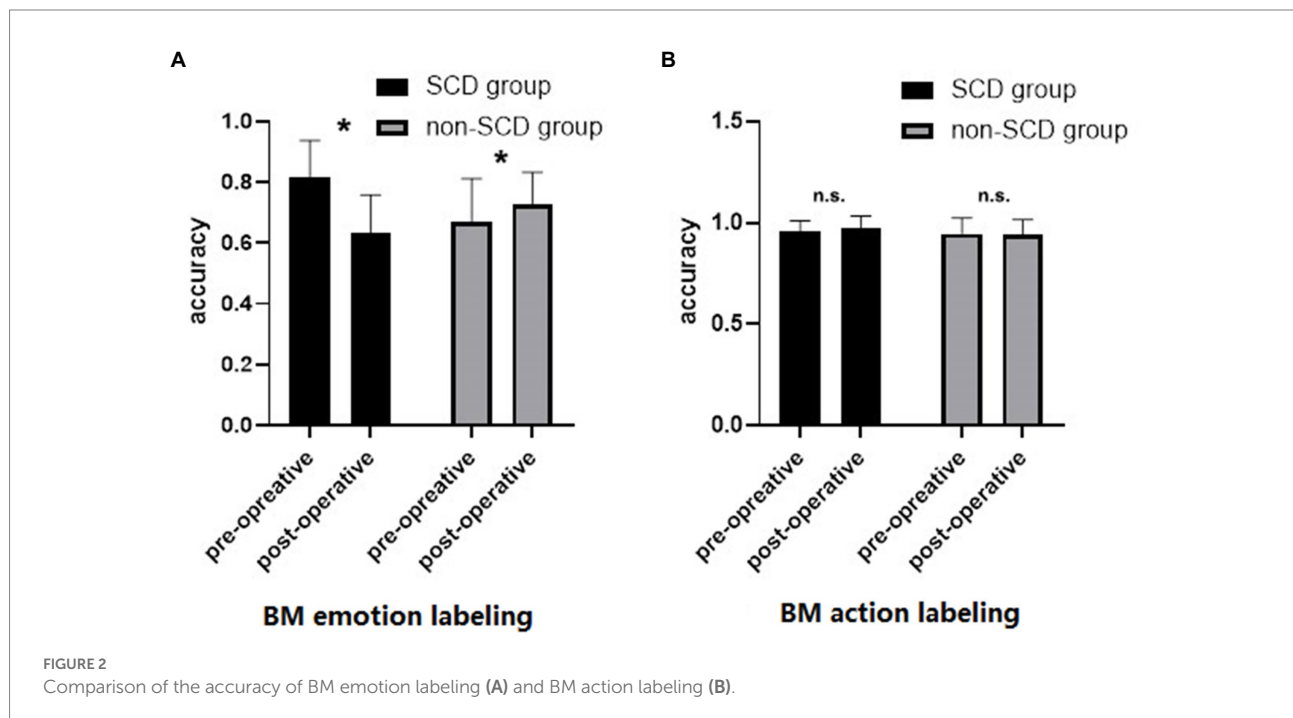 A
SCD group
non-SCD group
1.0
0.8
0.6
0.4
0.2
0.0
accuracy
*
*
pre-opreative
post-operative
pre-opreative
post-operative
BM emotion labeling
B
SCD group
non-SCD group
1.5
1.0
0.5
0.0
accuracy
n.s.
n.s.
pre-opreative
post-operative
pre-opreative
post-operative
BM action labeling
FIGURE 2
Comparison of the accuracy of BM emotion labeling (A) and BM action labeling (B).